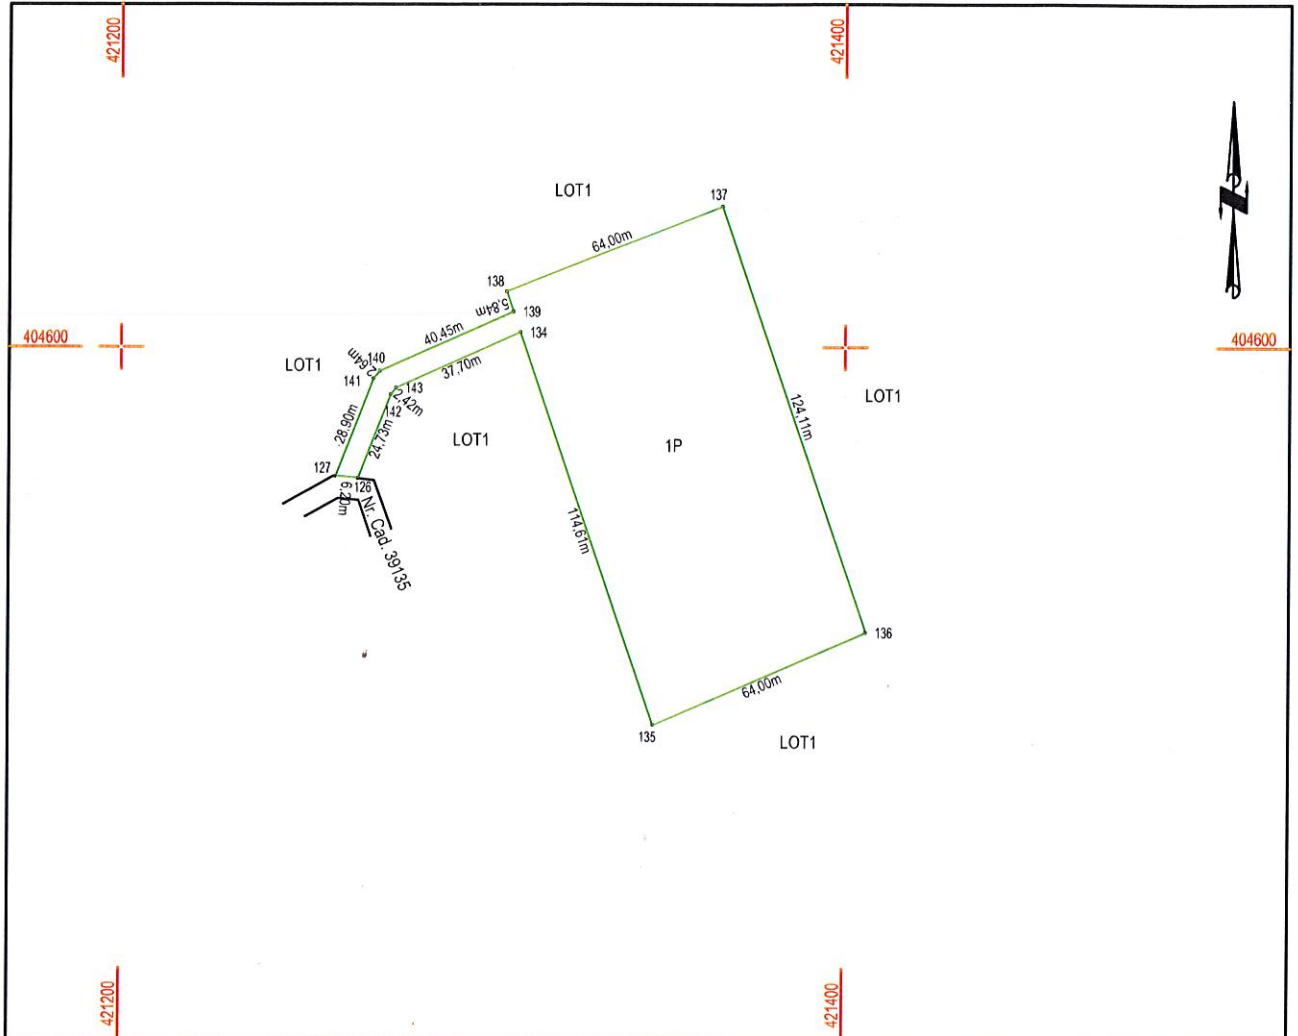 421200
421400
LOT1
137
64,00m
138
5,84m
139
404600
40,45m
134
404600
140
2,64m
LOT1
37,70m
141
143
2,42m
142
LOT1
124,11m
28,90m
24,73m
LOT1
1P
127
126
6,20m
Nr. Cad. 39135
114,61m
136
64,00m
135
LOT1
421200
421400